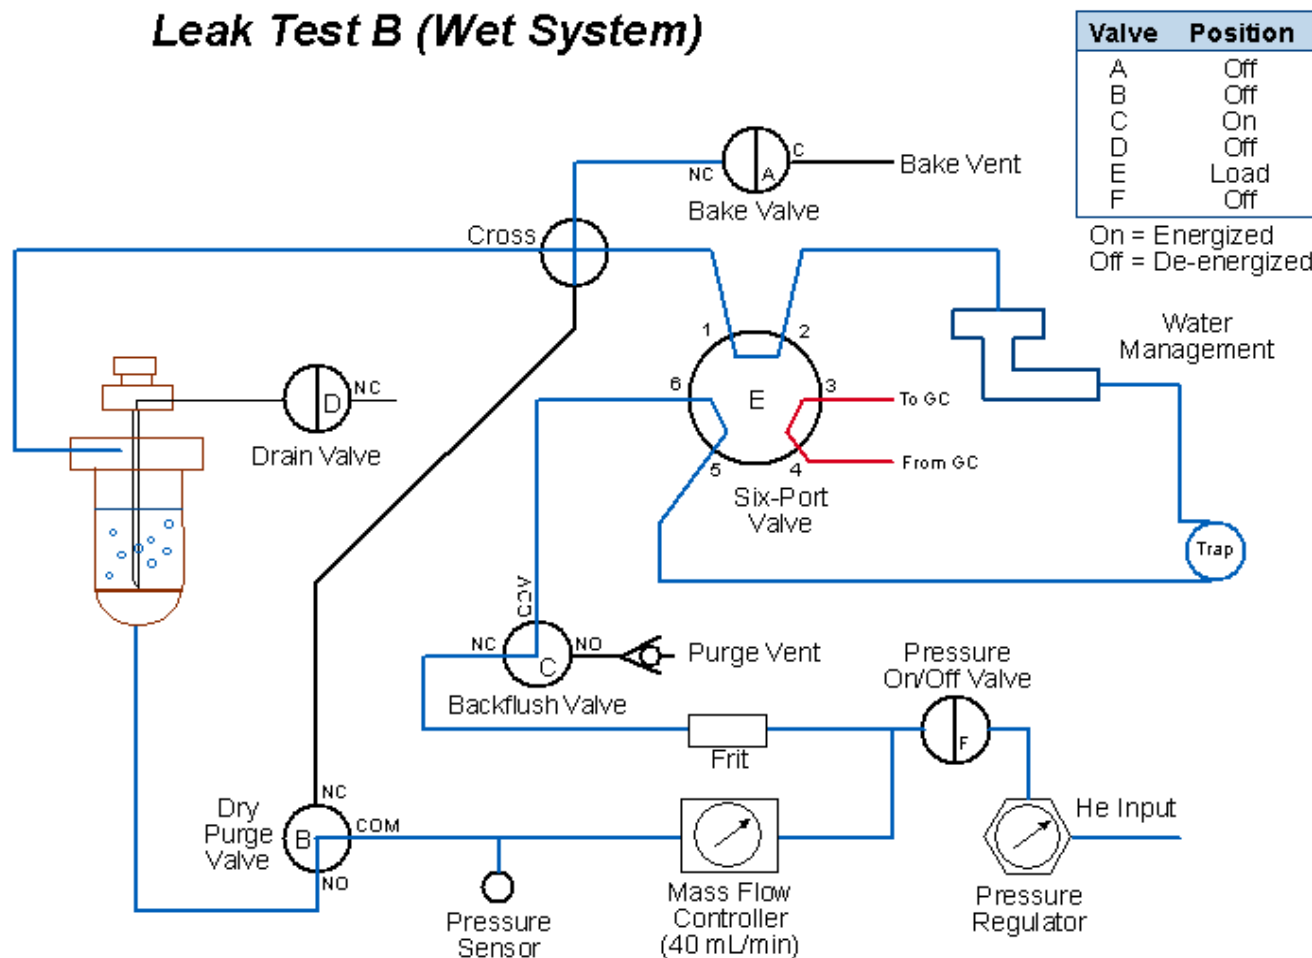 Leak Test B (Wet System)
Valve Position
A Off
B Off
C On
D Off
E Load
F Off
On = Energized
Off = De-energized
C
NC
A
Bake Vent
Bake Valve
Cross
1
2
Water
Management
6
E
3
To GC
NC
D
Drain Valve
5
4
From GC
Six-Port
Valve
Trap
NC
NO
C
Purge Vent
Backflush Valve
Pressure
On/Off Valve
F
Frit
NC
Dry
Purge
Valve
B
COM
NO
He Input
Pressure
Sensor
Mass Flow
Controller
(40 mL/min)
Pressure
Regulator